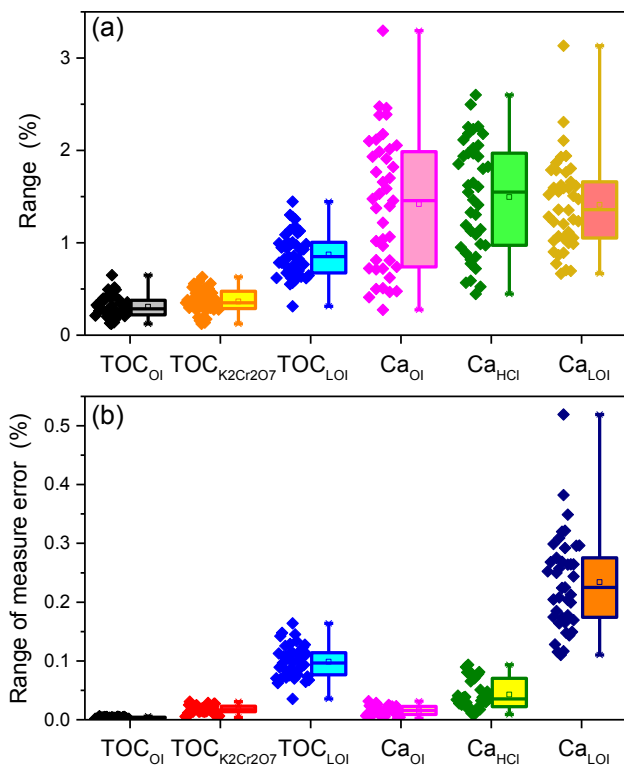 (a)
Range (%)
3
2
1
0
TOC_OI TOC_K2Cr2O7 TOC_LOI Ca_OI Ca_HCl Ca_LOI
(b)
Range of measure error (%)
0.5
0.4
0.3
0.2
0.1
0.0
TOC_OI TOC_K2Cr2O7 TOC_LOI Ca_OI Ca_HCl Ca_LOI